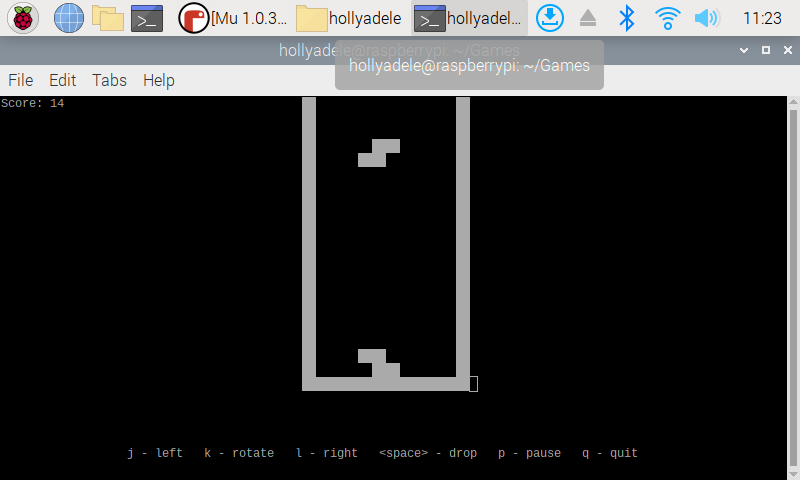 [Mu 1.0.3... hollyadele hollyadel... 11:23
hollyadele@raspberrypi: ~/Games
hollyadele@raspberrypi: ~/Games
File Edit Tabs Help
Score: 14
j - left k - rotate l - right <space> - drop p - pause q - quit